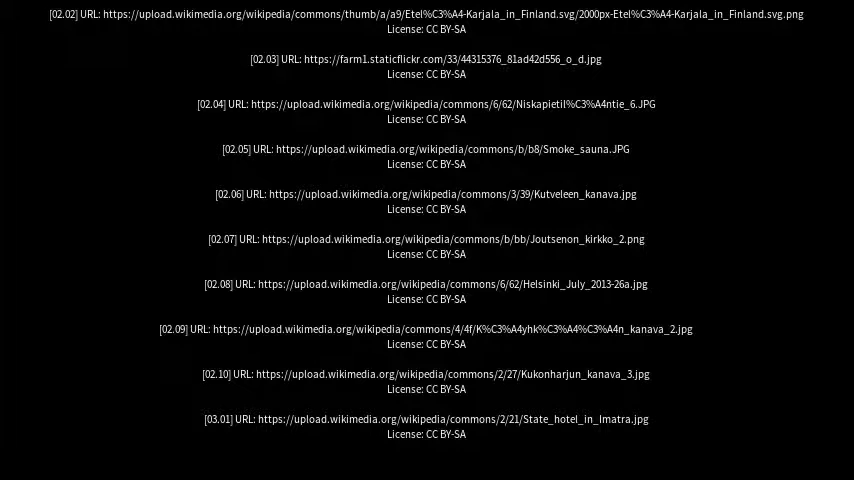 [02.02] URL: https://upload.wikimedia.org/wikipedia/commons/thumb/a/a9/Etel%C3%A4-Karjala_in_Finland.svg/2000px-Etel%C3%A4-Karjala_in_Finland.svg.png
License: CC BY-SA
[02.03] URL: https://farm1.staticflickr.com/33/44315376_81ad42d556_o_d.jpg
License: CC BY-SA
[02.04] URL: https://upload.wikimedia.org/wikipedia/commons/6/62/Niskapietil%C3%A4ntie_6.JPG
License: CC BY-SA
[02.05] URL: https://upload.wikimedia.org/wikipedia/commons/b/b8/Smoke_sauna.JPG
License: CC BY-SA
[02.06] URL: https://upload.wikimedia.org/wikipedia/commons/3/39/Kutveleen_kanava.jpg
License: CC BY-SA
[02.07] URL: https://upload.wikimedia.org/wikipedia/commons/b/bb/Joutsenon_kirkko_2.png
License: CC BY-SA
[02.08] URL: https://upload.wikimedia.org/wikipedia/commons/6/62/Helsinki_July_2013-26a.jpg
License: CC BY-SA
[02.09] URL: https://upload.wikimedia.org/wikipedia/commons/4/4f/K%C3%A4yhk%C3%A4%C3%A4n_kanava_2.jpg
License: CC BY-SA
[02.10] URL: https://upload.wikimedia.org/wikipedia/commons/2/27/Kukonharjun_kanava_3.jpg
License: CC BY-SA
[03.01] URL: https://upload.wikimedia.org/wikipedia/commons/2/21/State_hotel_in_Imatra.jpg
License: CC BY-SA